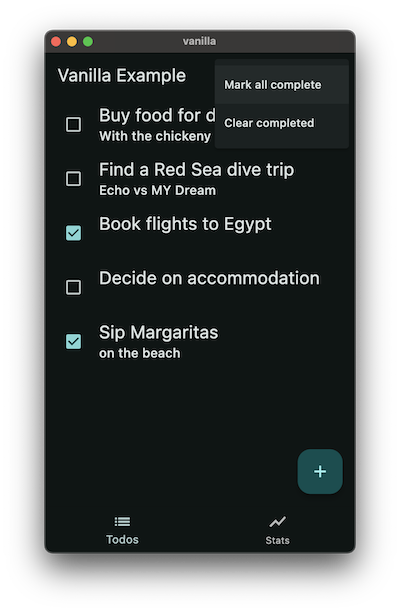 vanilla
Vanilla Example
Mark all complete
Clear completed
Buy food for d
With the chickeny
Find a Red Sea dive trip
Echo vs MY Dream
Book flights to Egypt
Decide on accommodation
Sip Margaritas
on the beach
+
Todos
Stats